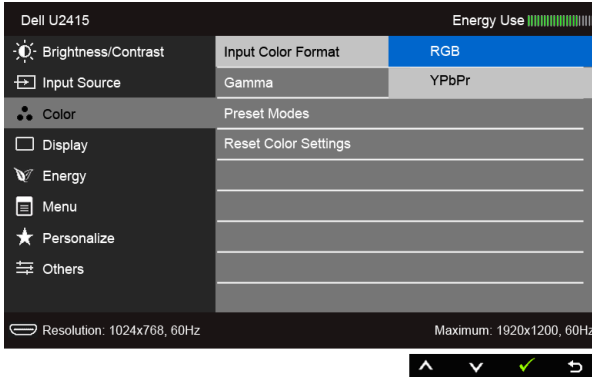 Dell U2415 Energy Use
Brightness/Contrast Input Color Format RGB
Input Source Gamma YPbPr
Color Preset Modes
Display Reset Color Settings
Energy
Menu
Personalize
Others
Resolution: 1024x768, 60Hz Maximum: 1920x1200, 60Hz